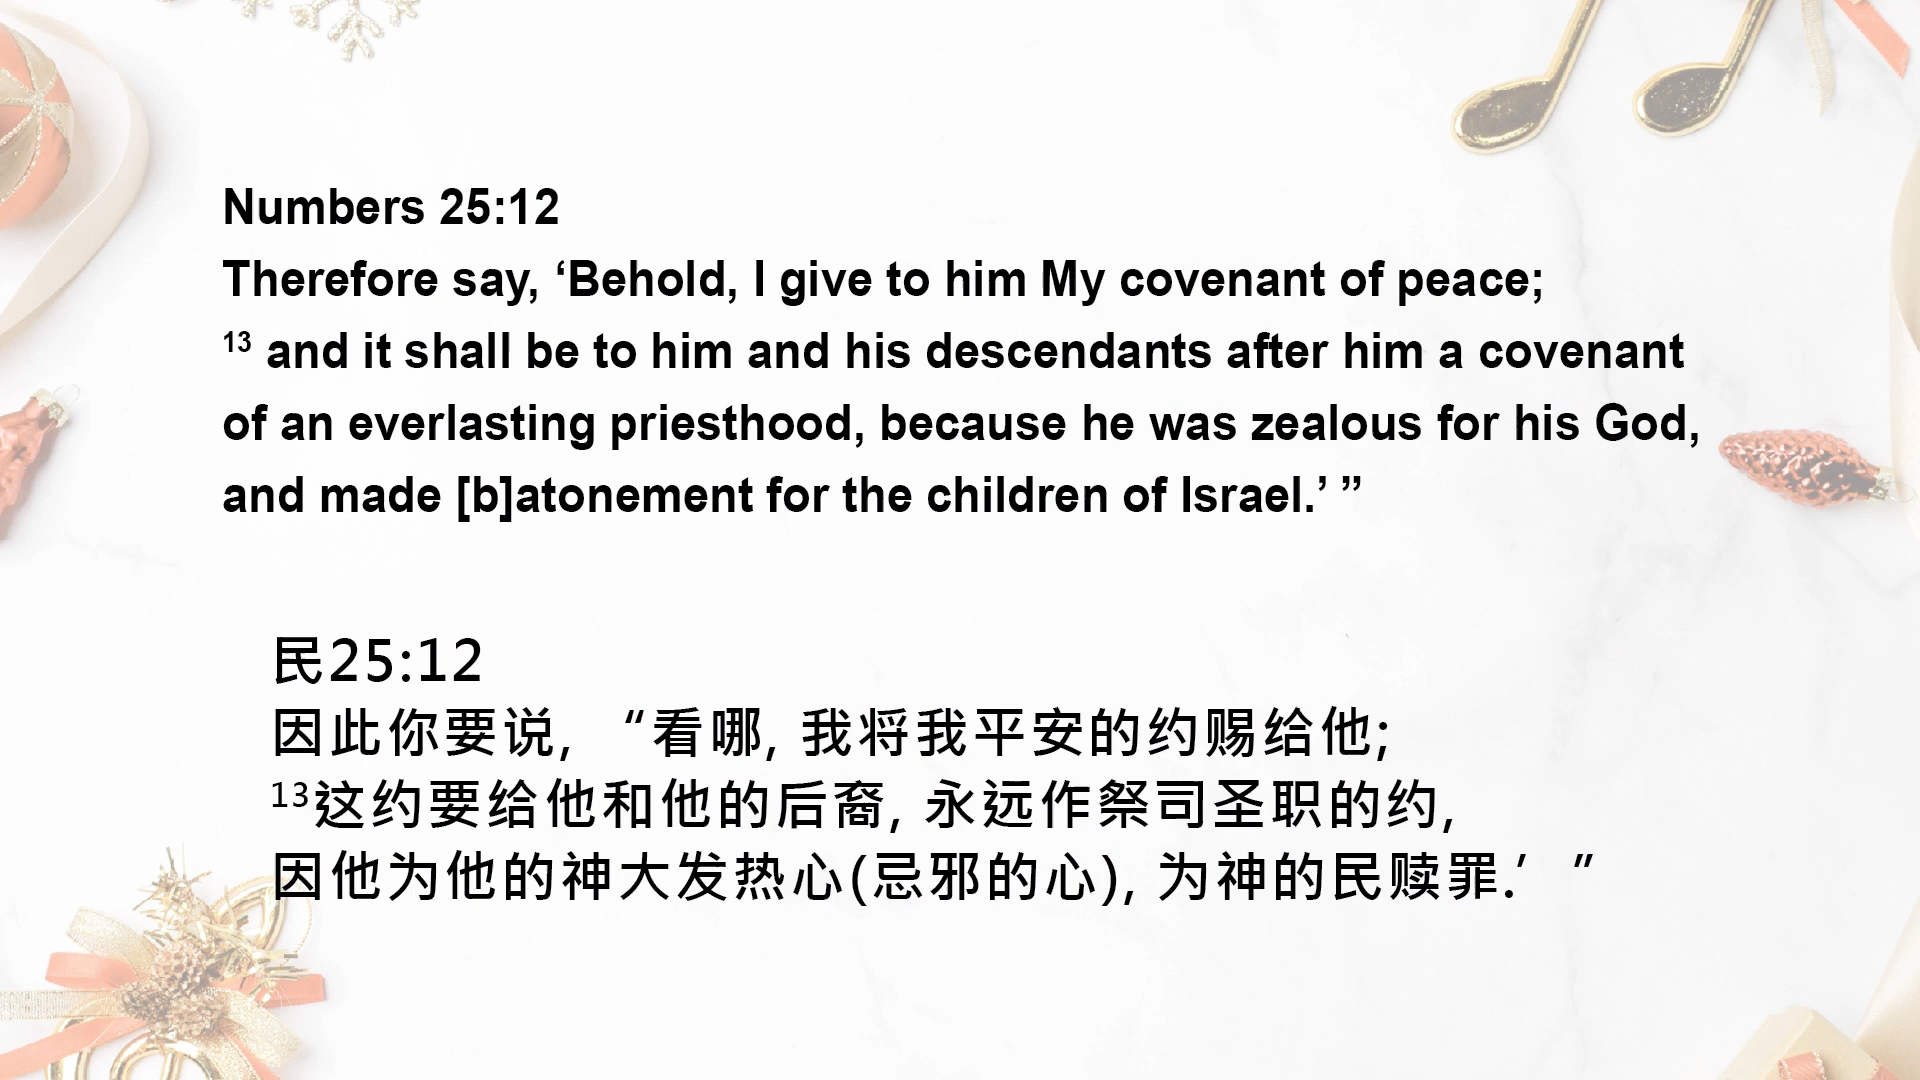 Numbers 25:12
Therefore say, ‘Behold, I give to him My covenant of peace;
¹³ and it shall be to him and his descendants after him a covenant
of an everlasting priesthood, because he was zealous for his God,
and made [b]atonement for the children of Israel.’ ”
民25:12
因此你要说, “看哪, 我将我平安的约赐给他;
¹³这约要给他和他的后裔, 永远作祭司圣职的约,
因他为他的神大发热心(忌邪的心), 为神的民赎罪.’ ”